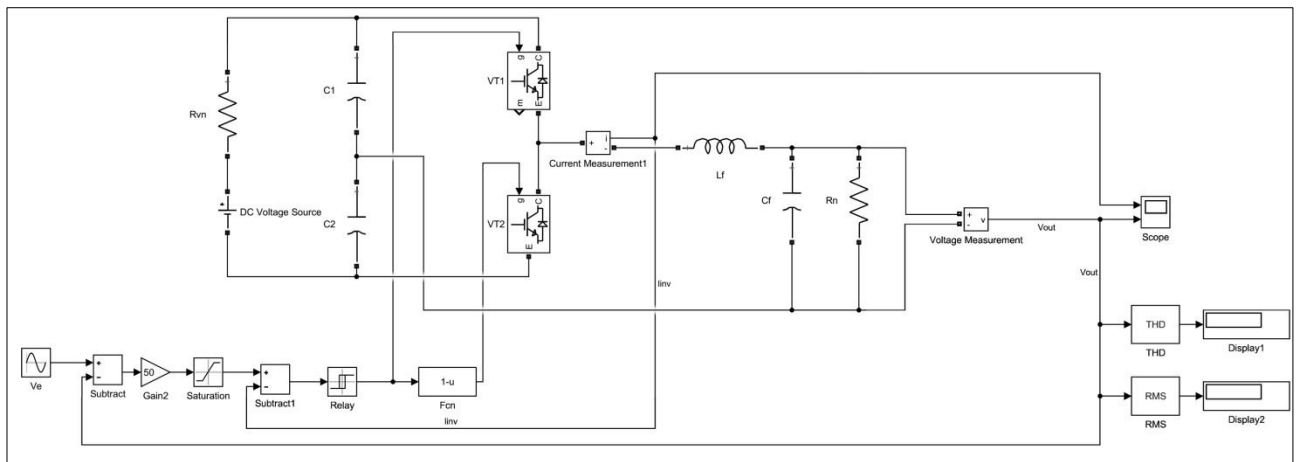 Rvn
DC Voltage Source
C1
C2
g
C
VT1
m
E
g
C
VT2
E
+
i
-
Current Measurement1
Lf
Cf
Rn
+
-
v
Voltage Measurement
Vout
Scope
Vout
Iinv
THD
THD
Display1
RMS
RMS
Display2
Ve
+
-
Subtract
50
Gain2
Saturation
+
-
Subtract1
Relay
1-u
Fcn
Iinv